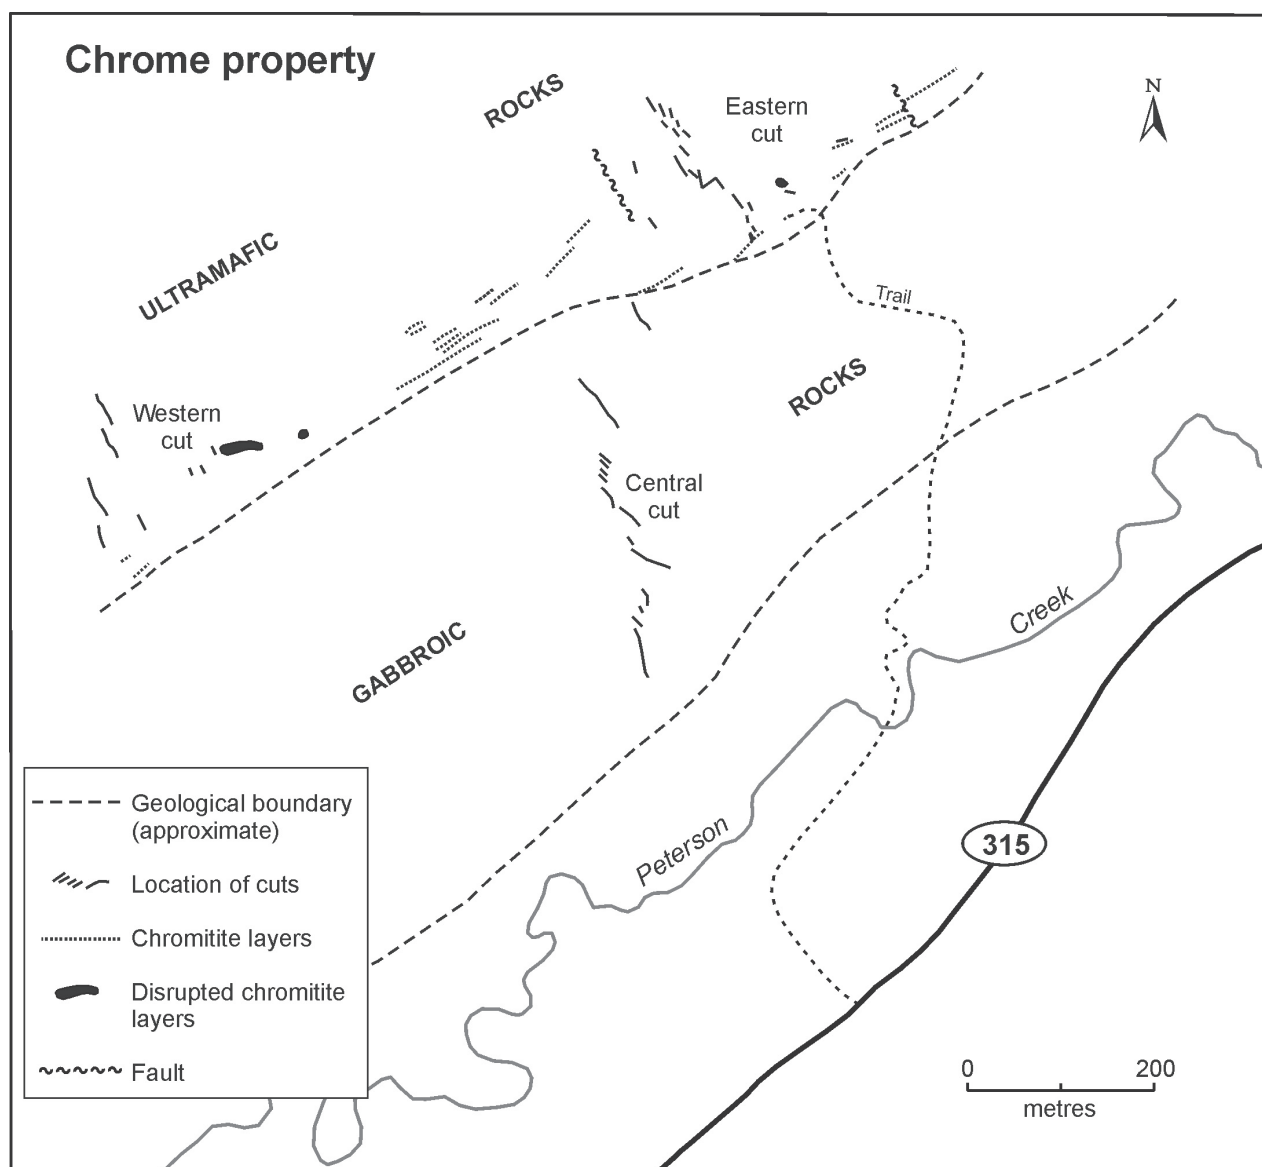 Chrome property
ROCKS
Eastern
cut
N
ULTRAMAFIC
Trail
ROCKS
Western
cut
Central
cut
Creek
GABBROIC
Peterson
315
Geological boundary
(approximate)
Location of cuts
Chromitite layers
Disrupted chromitite
layers
Fault
0 200
metres